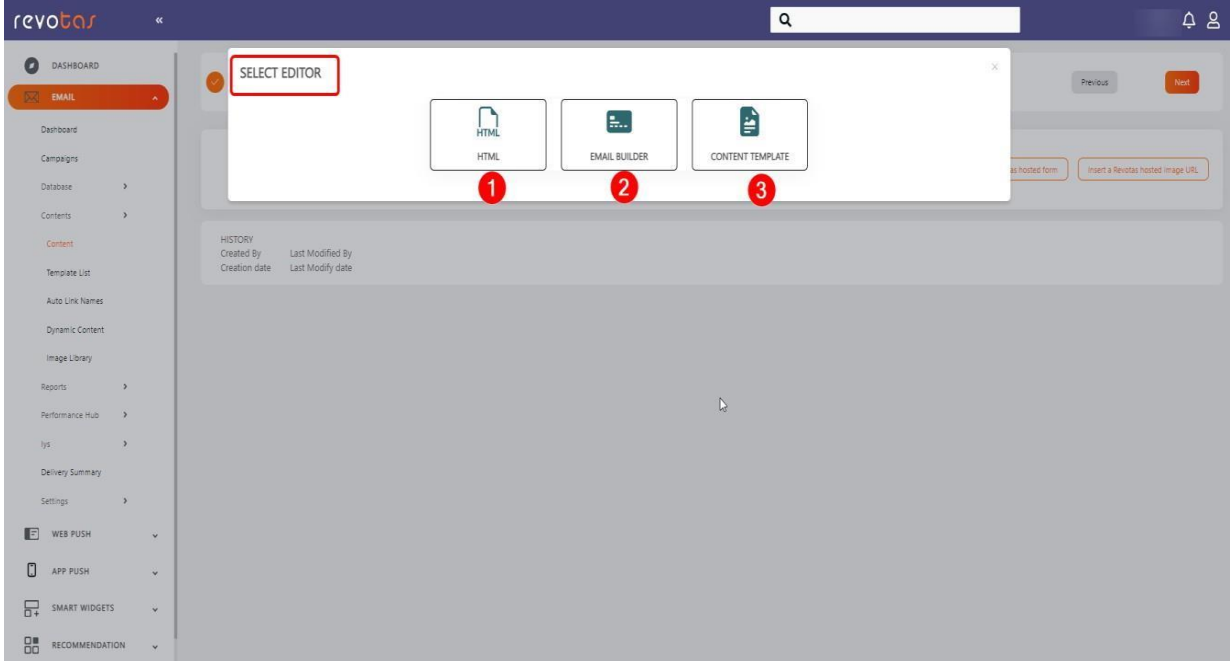 revotas «
DASHBOARD
EMAIL
Dashboard
Campaigns
Database
Contents
Content
Template List
Auto Link Names
Dynamic Content
Image Library
Reports
Performance Hub
Iys
Delivery Summary
Settings
WEB PUSH
APP PUSH
SMART WIDGETS
RECOMMENDATION
SELECT EDITOR
HTML
HTML
EMAIL BUILDER
CONTENT TEMPLATE
1 2 3
Previous Next
as hosted form Insert a Revotas hosted image URL
HISTORY
Created By Last Modified By
Creation date Last Modify date